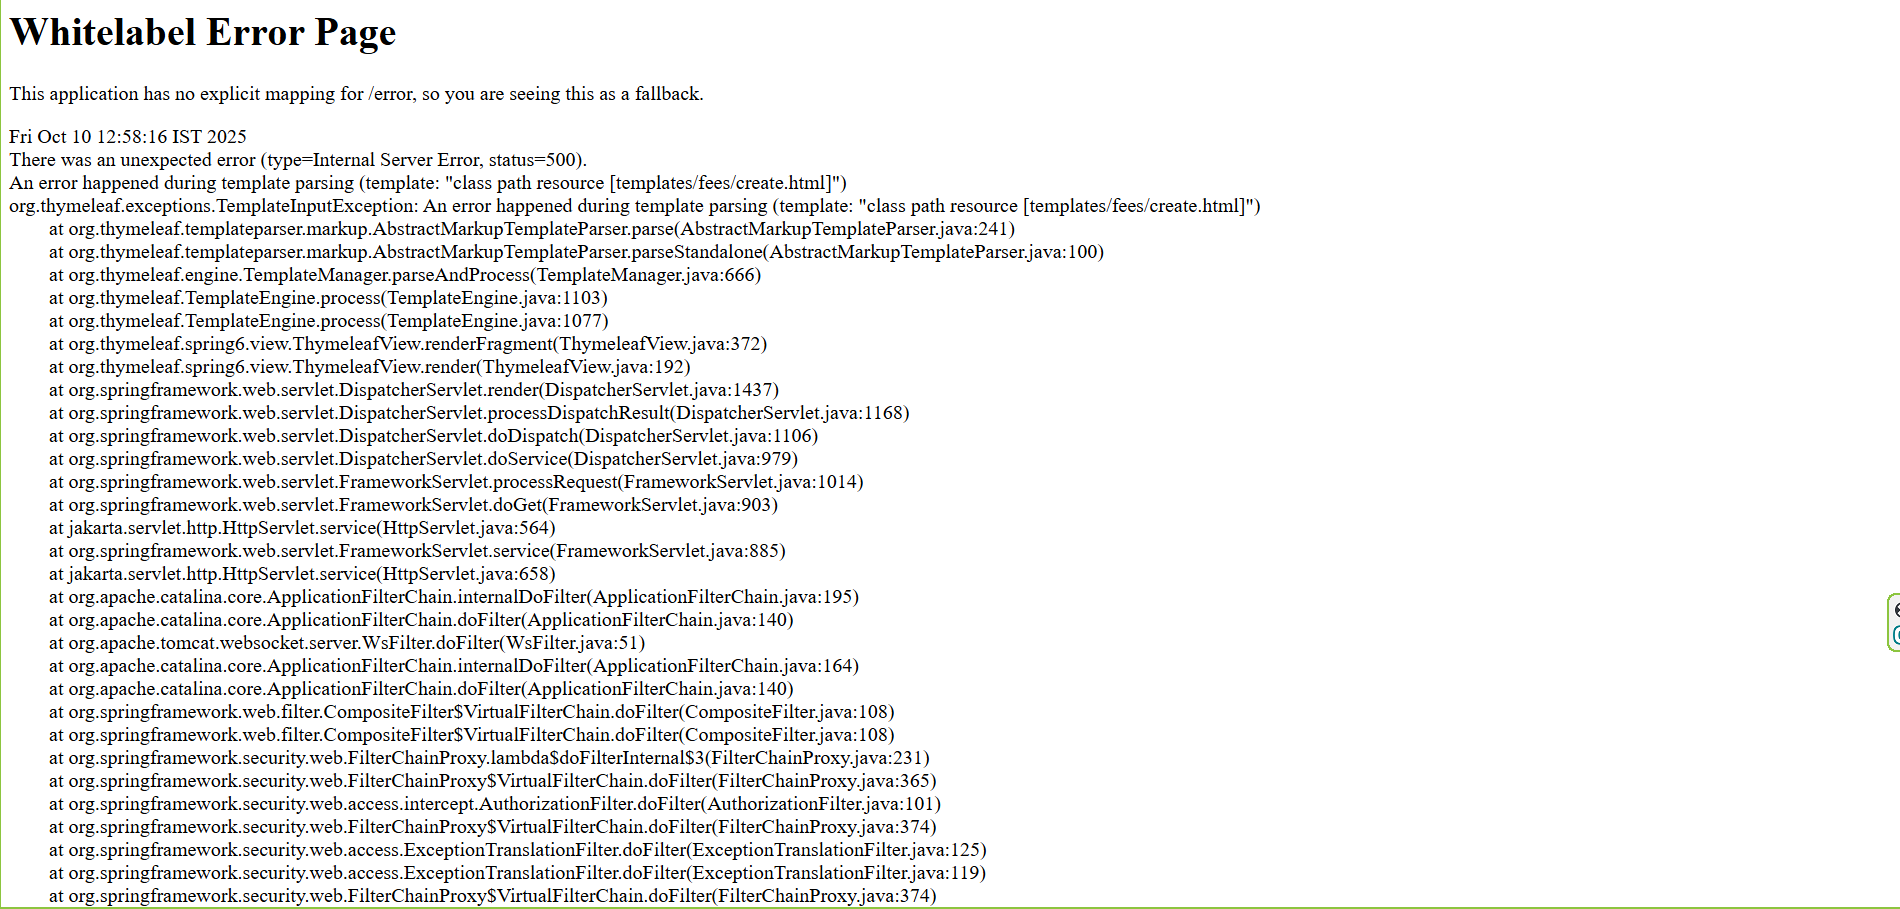 Whitelabel Error Page
This application has no explicit mapping for /error, so you are seeing this as a fallback.
Fri Oct 10 12:58:16 IST 2025
There was an unexpected error (type=Internal Server Error, status=500).
An error happened during template parsing (template: "class path resource [templates/fees/create.html]")
org.thymeleaf.exceptions.TemplateInputException: An error happened during template parsing (template: "class path resource [templates/fees/create.html]")
at org.thymeleaf.templateparser.markup.AbstractMarkupTemplateParser.parse(AbstractMarkupTemplateParser.java:241)
at org.thymeleaf.templateparser.markup.AbstractMarkupTemplateParser.parseStandalone(AbstractMarkupTemplateParser.java:100)
at org.thymeleaf.engine.TemplateManager.parseAndProcess(TemplateManager.java:666)
at org.thymeleaf.TemplateEngine.process(TemplateEngine.java:1103)
at org.thymeleaf.TemplateEngine.process(TemplateEngine.java:1077)
at org.thymeleaf.spring6.view.ThymeleafView.renderFragment(ThymeleafView.java:372)
at org.thymeleaf.spring6.view.ThymeleafView.render(ThymeleafView.java:192)
at org.springframework.web.servlet.DispatcherServlet.render(DispatcherServlet.java:1437)
at org.springframework.web.servlet.DispatcherServlet.processDispatchResult(DispatcherServlet.java:1168)
at org.springframework.web.servlet.DispatcherServlet.doDispatch(DispatcherServlet.java:1106)
at org.springframework.web.servlet.DispatcherServlet.doService(DispatcherServlet.java:979)
at org.springframework.web.servlet.FrameworkServlet.processRequest(FrameworkServlet.java:1014)
at org.springframework.web.servlet.FrameworkServlet.doGet(FrameworkServlet.java:903)
at jakarta.servlet.http.HttpServlet.service(HttpServlet.java:564)
at org.springframework.web.servlet.FrameworkServlet.service(FrameworkServlet.java:885)
at jakarta.servlet.http.HttpServlet.service(HttpServlet.java:658)
at org.apache.catalina.core.ApplicationFilterChain.internalDoFilter(ApplicationFilterChain.java:195)
at org.apache.catalina.core.ApplicationFilterChain.doFilter(ApplicationFilterChain.java:140)
at org.apache.tomcat.websocket.server.WsFilter.doFilter(WsFilter.java:51)
at org.apache.catalina.core.ApplicationFilterChain.internalDoFilter(ApplicationFilterChain.java:164)
at org.apache.catalina.core.ApplicationFilterChain.doFilter(ApplicationFilterChain.java:140)
at org.springframework.web.filter.CompositeFilter$VirtualFilterChain.doFilter(CompositeFilter.java:108)
at org.springframework.web.filter.CompositeFilter$VirtualFilterChain.doFilter(CompositeFilter.java:108)
at org.springframework.security.web.FilterChainProxy.lambda$doFilterInternal$3(FilterChainProxy.java:231)
at org.springframework.security.web.FilterChainProxy$VirtualFilterChain.doFilter(FilterChainProxy.java:365)
at org.springframework.security.web.access.intercept.AuthorizationFilter.doFilter(AuthorizationFilter.java:101)
at org.springframework.security.web.FilterChainProxy$VirtualFilterChain.doFilter(FilterChainProxy.java:374)
at org.springframework.security.web.access.ExceptionTranslationFilter.doFilter(ExceptionTranslationFilter.java:125)
at org.springframework.security.web.access.ExceptionTranslationFilter.doFilter(ExceptionTranslationFilter.java:119)
at org.springframework.security.web.FilterChainProxy$VirtualFilterChain.doFilter(FilterChainProxy.java:374)